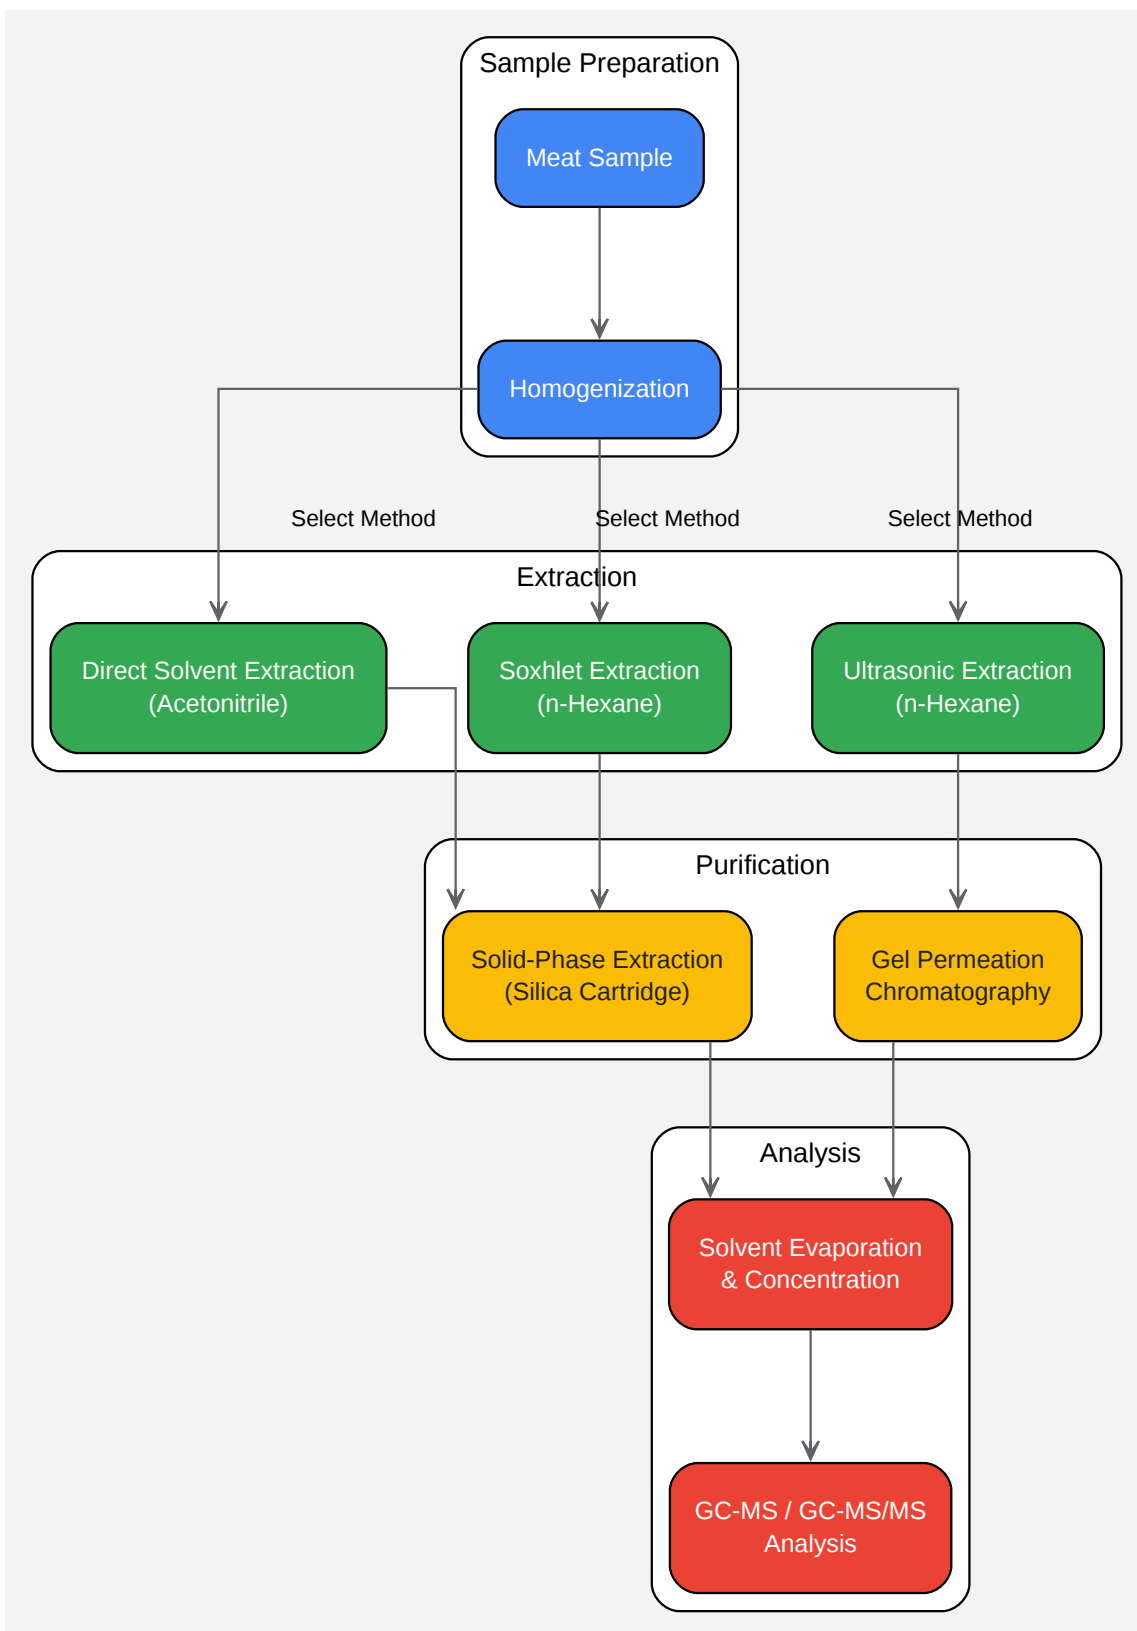 Sample Preparation
Meat Sample
Homogenization
Select Method
Select Method
Select Method
Extraction
Direct Solvent Extraction
(Acetonitrile)
Soxhlet Extraction
(n-Hexane)
Ultrasonic Extraction
(n-Hexane)
Purification
Solid-Phase Extraction
(Silica Cartridge)
Gel Permeation
Chromatography
Analysis
Solvent Evaporation
& Concentration
GC-MS / GC-MS/MS
Analysis